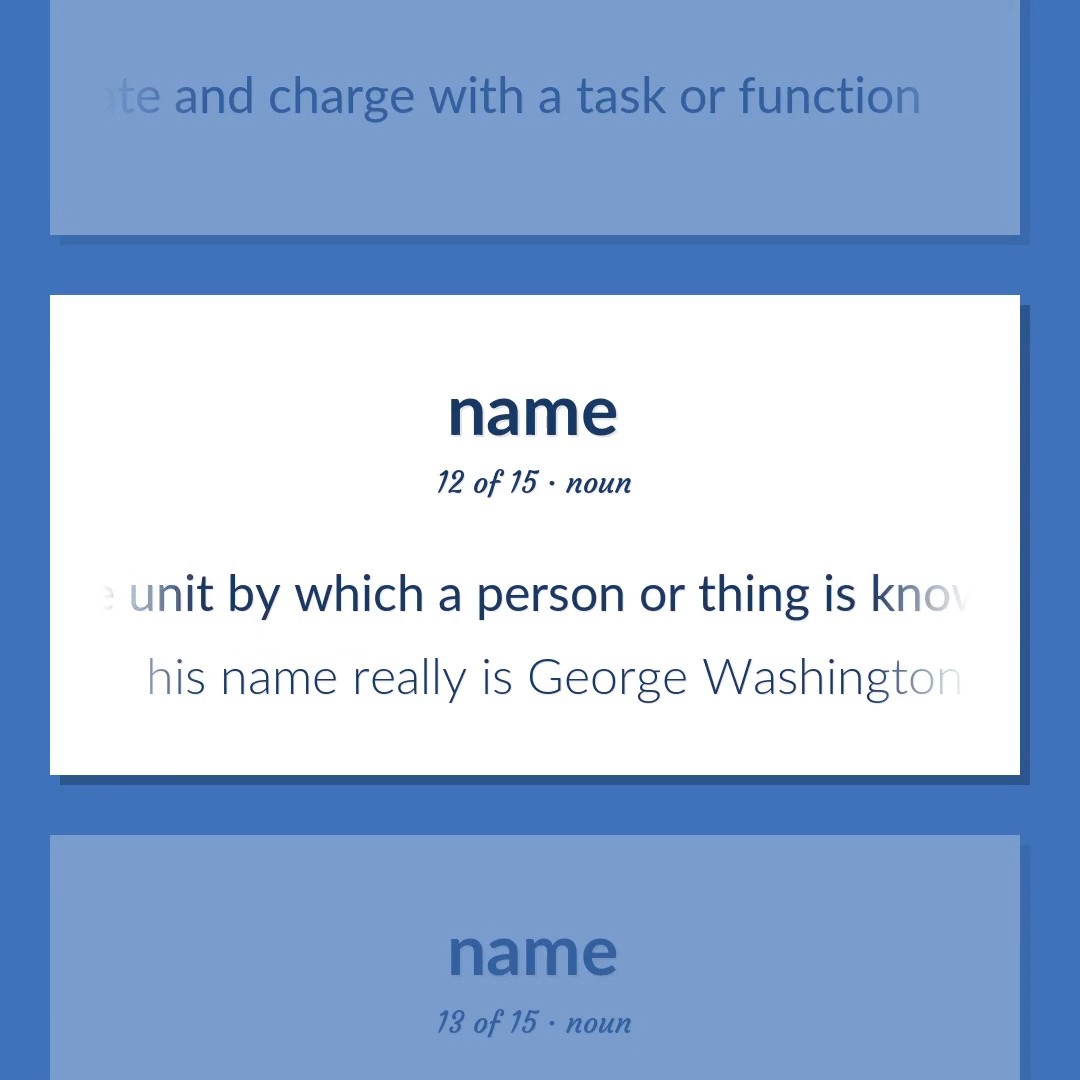 and charge with a task or function
name
12 of 15 · noun
unit by which a person or thing is
his name really is George Washington
name
13 of 15 · noun